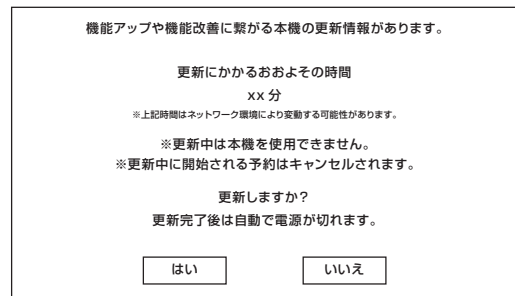 機能アップや機能改善に繋がる本機の更新情報があります。
更新にかかるおおよその時間
xx 分
※上記時間はネットワーク環境により変動する可能性があります。
※更新中は本機を使用できません。
※更新中に開始される予約はキャンセルされます。
更新しますか?
更新完了後は自動で電源が切れます。
はい いいえ